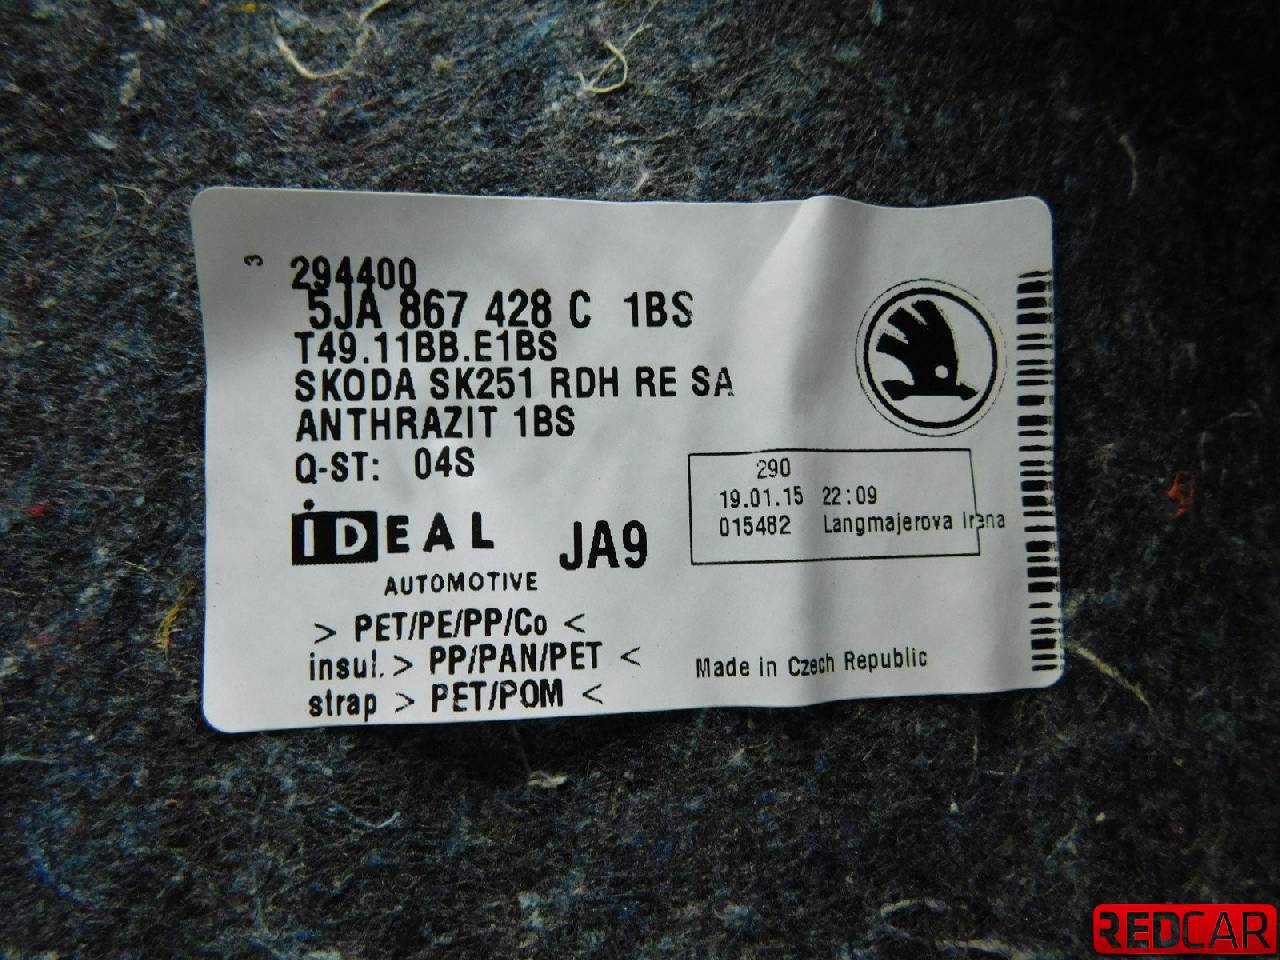 3
294400
5JA 867 428 C 1BS
T49.11BB.E1BS
SKODA SK251 RDH RE SA
ANTHRAZIT 1BS
Q-ST: 04S
290
19.01.15 22:09
015482 Langmajerova Irena
iDEAL
AUTOMOTIVE
JA9
> PET/PE/PP/Co <
insul. > PP/PAN/PET <
strap > PET/POM <
Made in Czech Republic
REDCAR